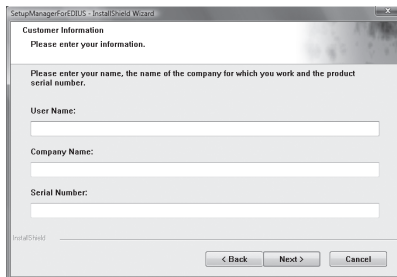 SetupManagerForEDIUS - InstallShield Wizard
Customer Information
Please enter your information.
Please enter your name, the name of the company for which you work and the product
serial number.
User Name:
Company Name:
Serial Number:
InstallShield
< Back Next > Cancel